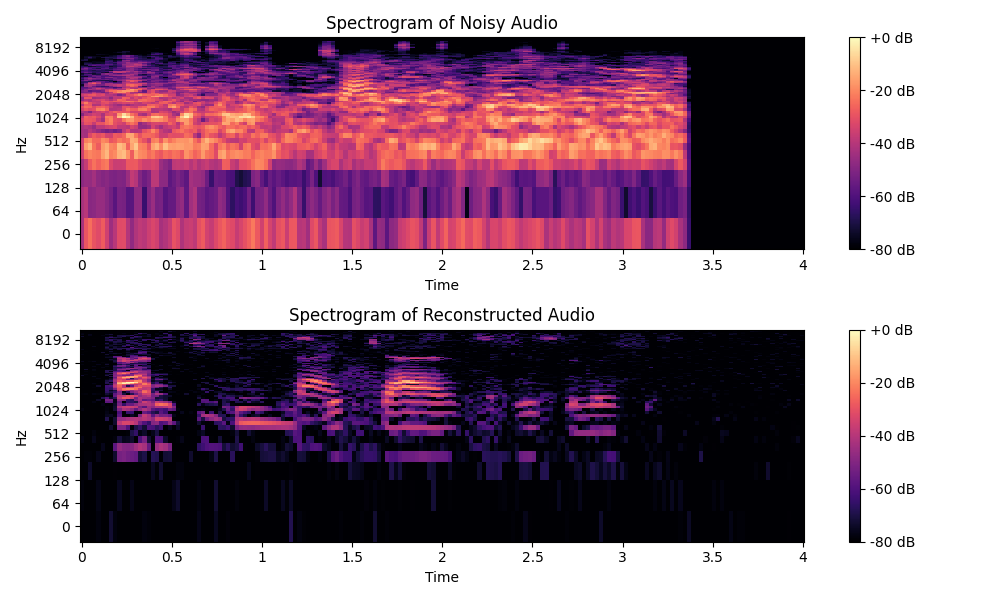 Spectrogram of Noisy Audio
Hz
8192
4096
2048
1024
512
256
128
64
0
0 0.5 1 1.5 2 2.5 3 3.5 4
Time
+0 dB
-20 dB
-40 dB
-60 dB
-80 dB
Spectrogram of Reconstructed Audio
Hz
8192
4096
2048
1024
512
256
128
64
0
0 0.5 1 1.5 2 2.5 3 3.5 4
Time
+0 dB
-20 dB
-40 dB
-60 dB
-80 dB